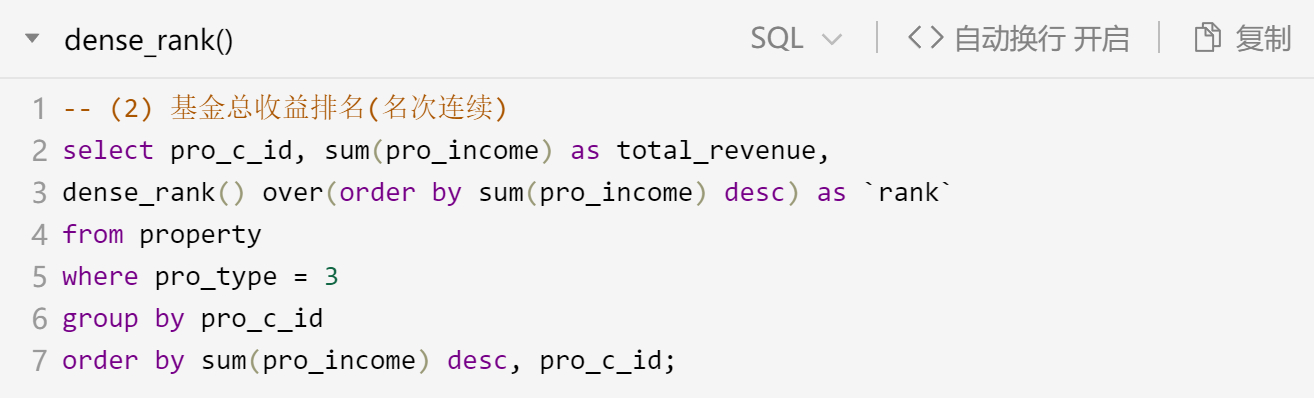 dense_rank()
SQL
自动换行 开启
复制
1 -- (2) 基金总收益排名(名次连续)
2 select pro_c_id, sum(pro_income) as total_revenue,
3 dense_rank() over(order by sum(pro_income) desc) as `rank`
4 from property
5 where pro_type = 3
6 group by pro_c_id
7 order by sum(pro_income) desc, pro_c_id;